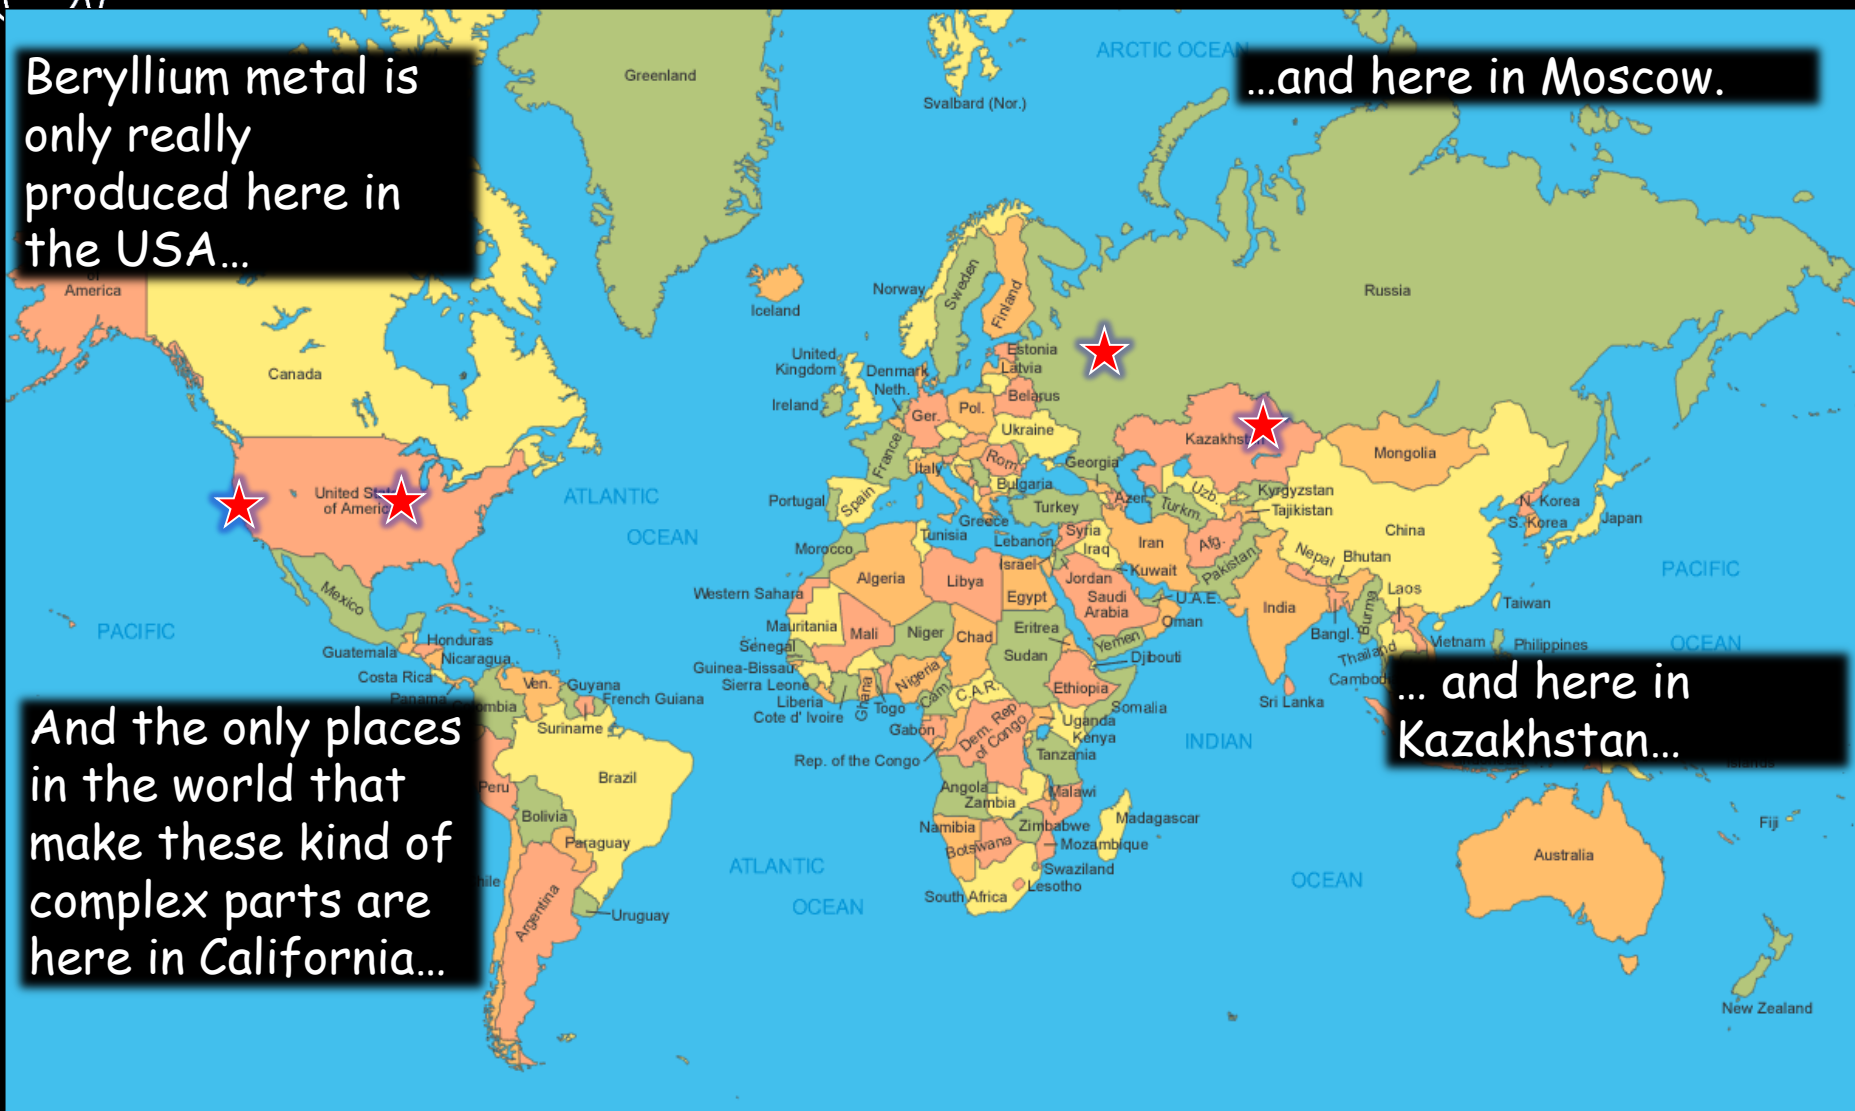 Beryllium metal is
only really
produced here in
the USA...
...and here in Moscow.
And the only places
in the world that
make these kind of
complex parts are
here in California...
... and here in
Kazakhstan...
ARCTIC OCEAN
Greenland
Svalbard (Nor.)
of
America
Canada
Iceland
Norway
Sweden
Finland
Russia
United
Kingdom
Ireland
Denmark
Neth.
Estonia
Latvia
Belarus
Ger.
Pol.
Ukraine
France
Rom.
Italy
Bulgaria
Georgia
Kazakhst
Mongolia
United St
of Americ
ATLANTIC
OCEAN
Portugal
Spain
Greece
Turkey
Azer.
Uzb.
Turkm.
Kyrgyzstan
Tajikistan
China
N. Korea
S. Korea
Japan
Morocco
Tunisia
Lebanon
Syria
Israel
Iraq
Iran
Afg.
Pakistan
Nepal
Bhutan
Kuwait
Jordan
PACIFIC
OCEAN
Western Sahara
Algeria
Libya
Egypt
Saudi
Arabia
U.A.E.
Oman
Yemen
India
Bangl.
Burma
Laos
Taiwan
Thailand
Vietnam
Philippines
Cambod
Sri Lanka
Mexico
PACIFIC
Guatemala
Honduras
Nicaragua
Costa Rica
Panama
Ven.
Guyana
French Guiana
Suriname
ombia
Mauritania
Mali
Niger
Chad
Eritrea
Sudan
Djibouti
Sénégal
Guinea-Bissau
Sierra Leone
Liberia
Cote d' Ivoire
Ghana
Togo
Nigeria
Cam.
C.A.R.
Ethiopia
Somalia
Gabon
Rep. of the Congo
Dem. Rep.
of Congo
Uganda
Kenya
Tanzania
INDIAN
OCEAN
Peru
Brazil
Bolivia
Paraguay
hile
Argentina
Uruguay
ATLANTIC
OCEAN
Angola
Zambia
Malawi
Namibia
Zimbabwe
Botswana
Mozambique
Madagascar
Swaziland
Lesotho
South Africa
Australia
Fiji
New Zealand